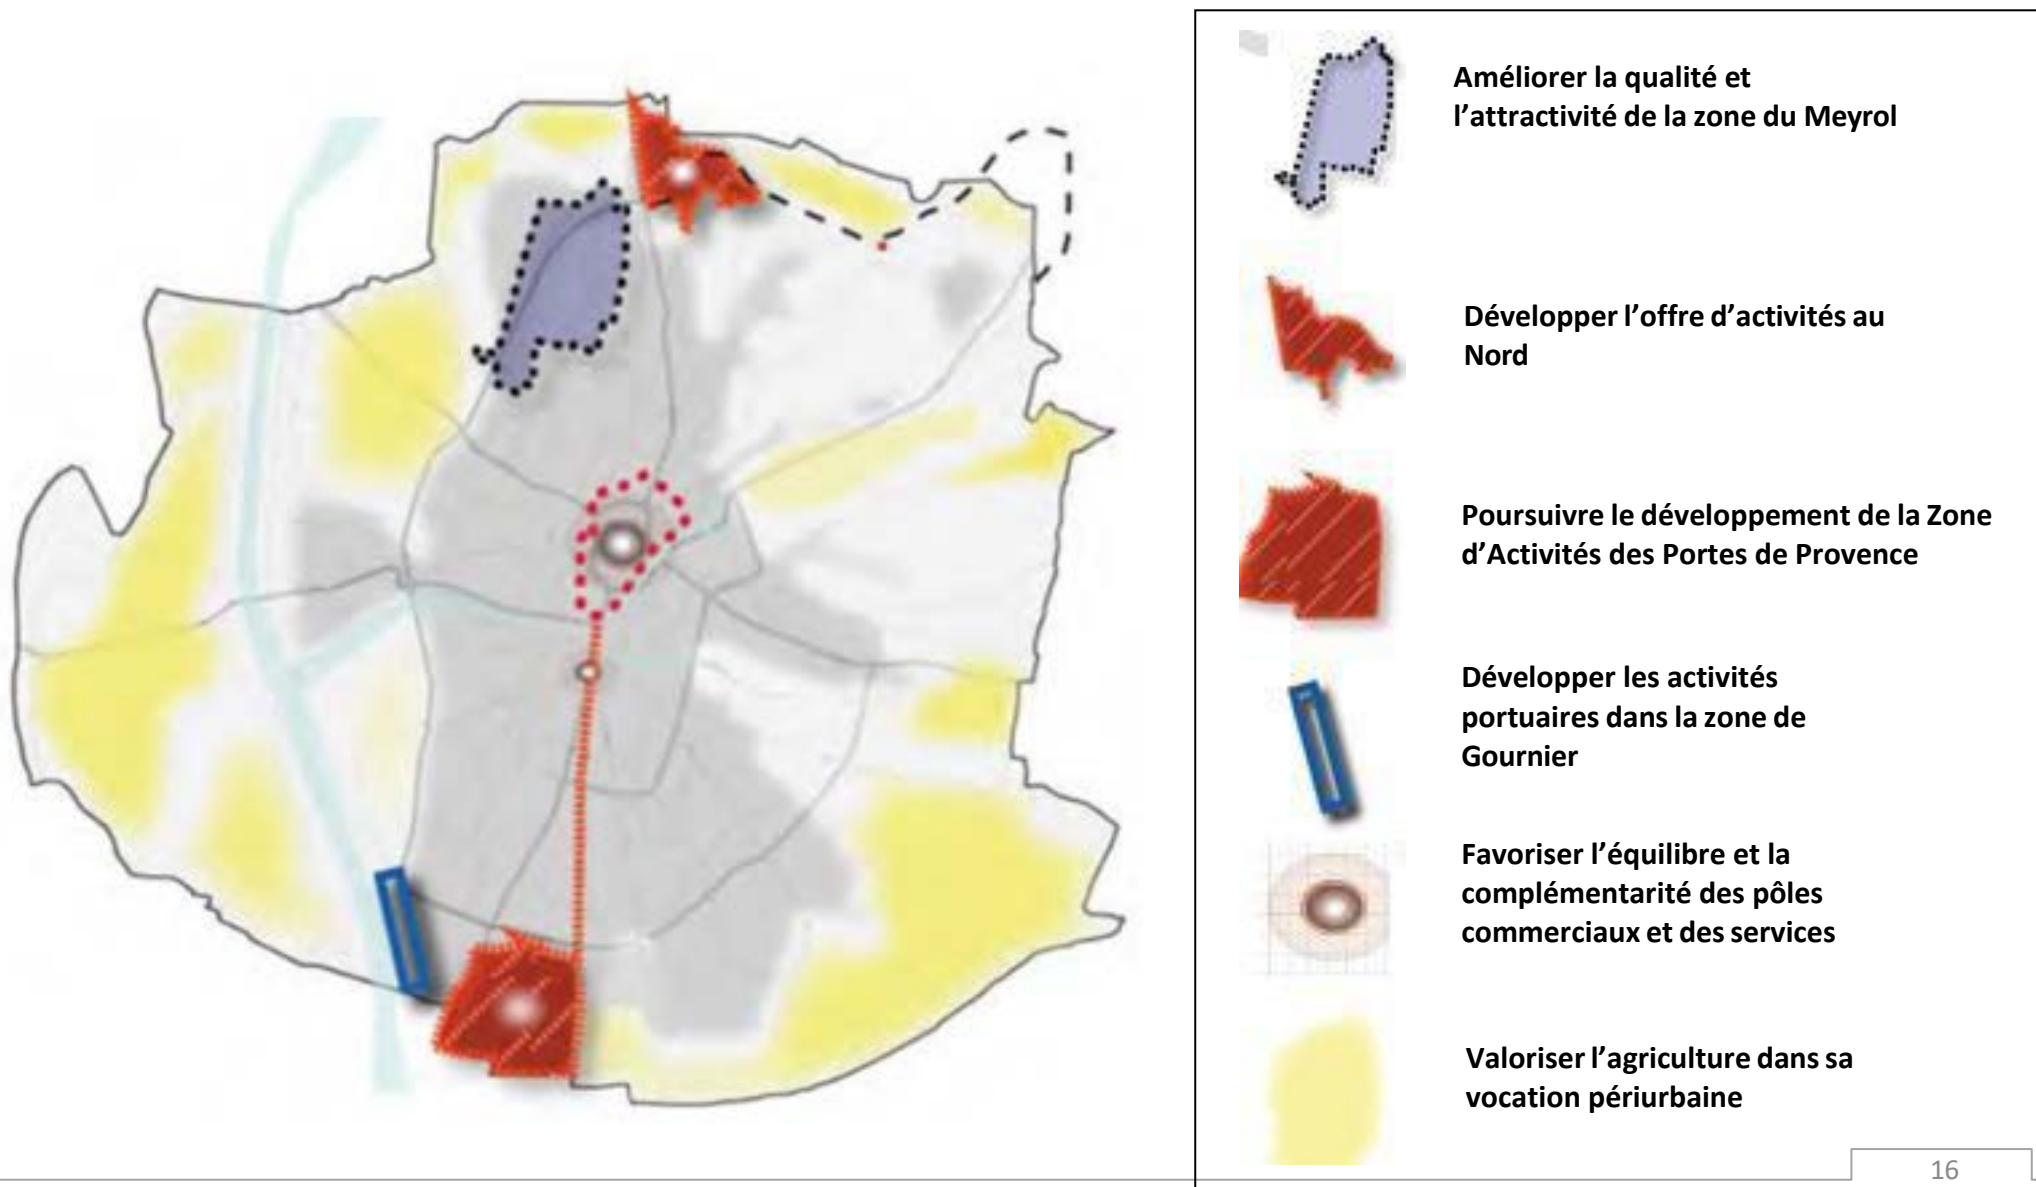 Améliorer la qualité et
l’attractivité de la zone du Meyrol
Développer l’offre d’activités au
Nord
Poursuivre le développement de la Zone
d’Activités des Portes de Provence
Développer les activités
portuaires dans la zone de
Gournier
Favoriser l’équilibre et la
complémentarité des pôles
commerciaux et des services
Valoriser l’agriculture dans sa
vocation périurbaine
16